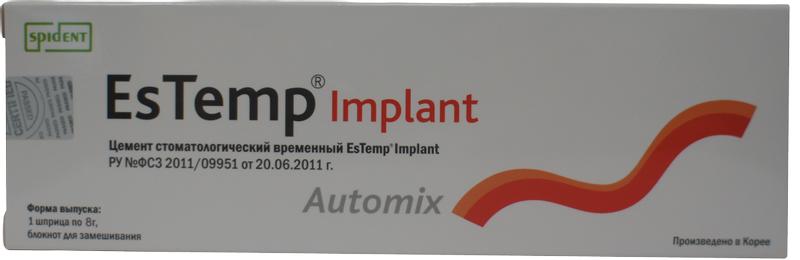 SPIDENT
CERTIFIED
EsTemp® Implant
Цемент стоматологический временный EsTemp® Implant
РУ №ФСЗ 2011/09951 от 20.06.2011 г.
Automix
Форма выпуска:
1 шприца по 8г,
блокнот для замешивания
Произведено в Корее